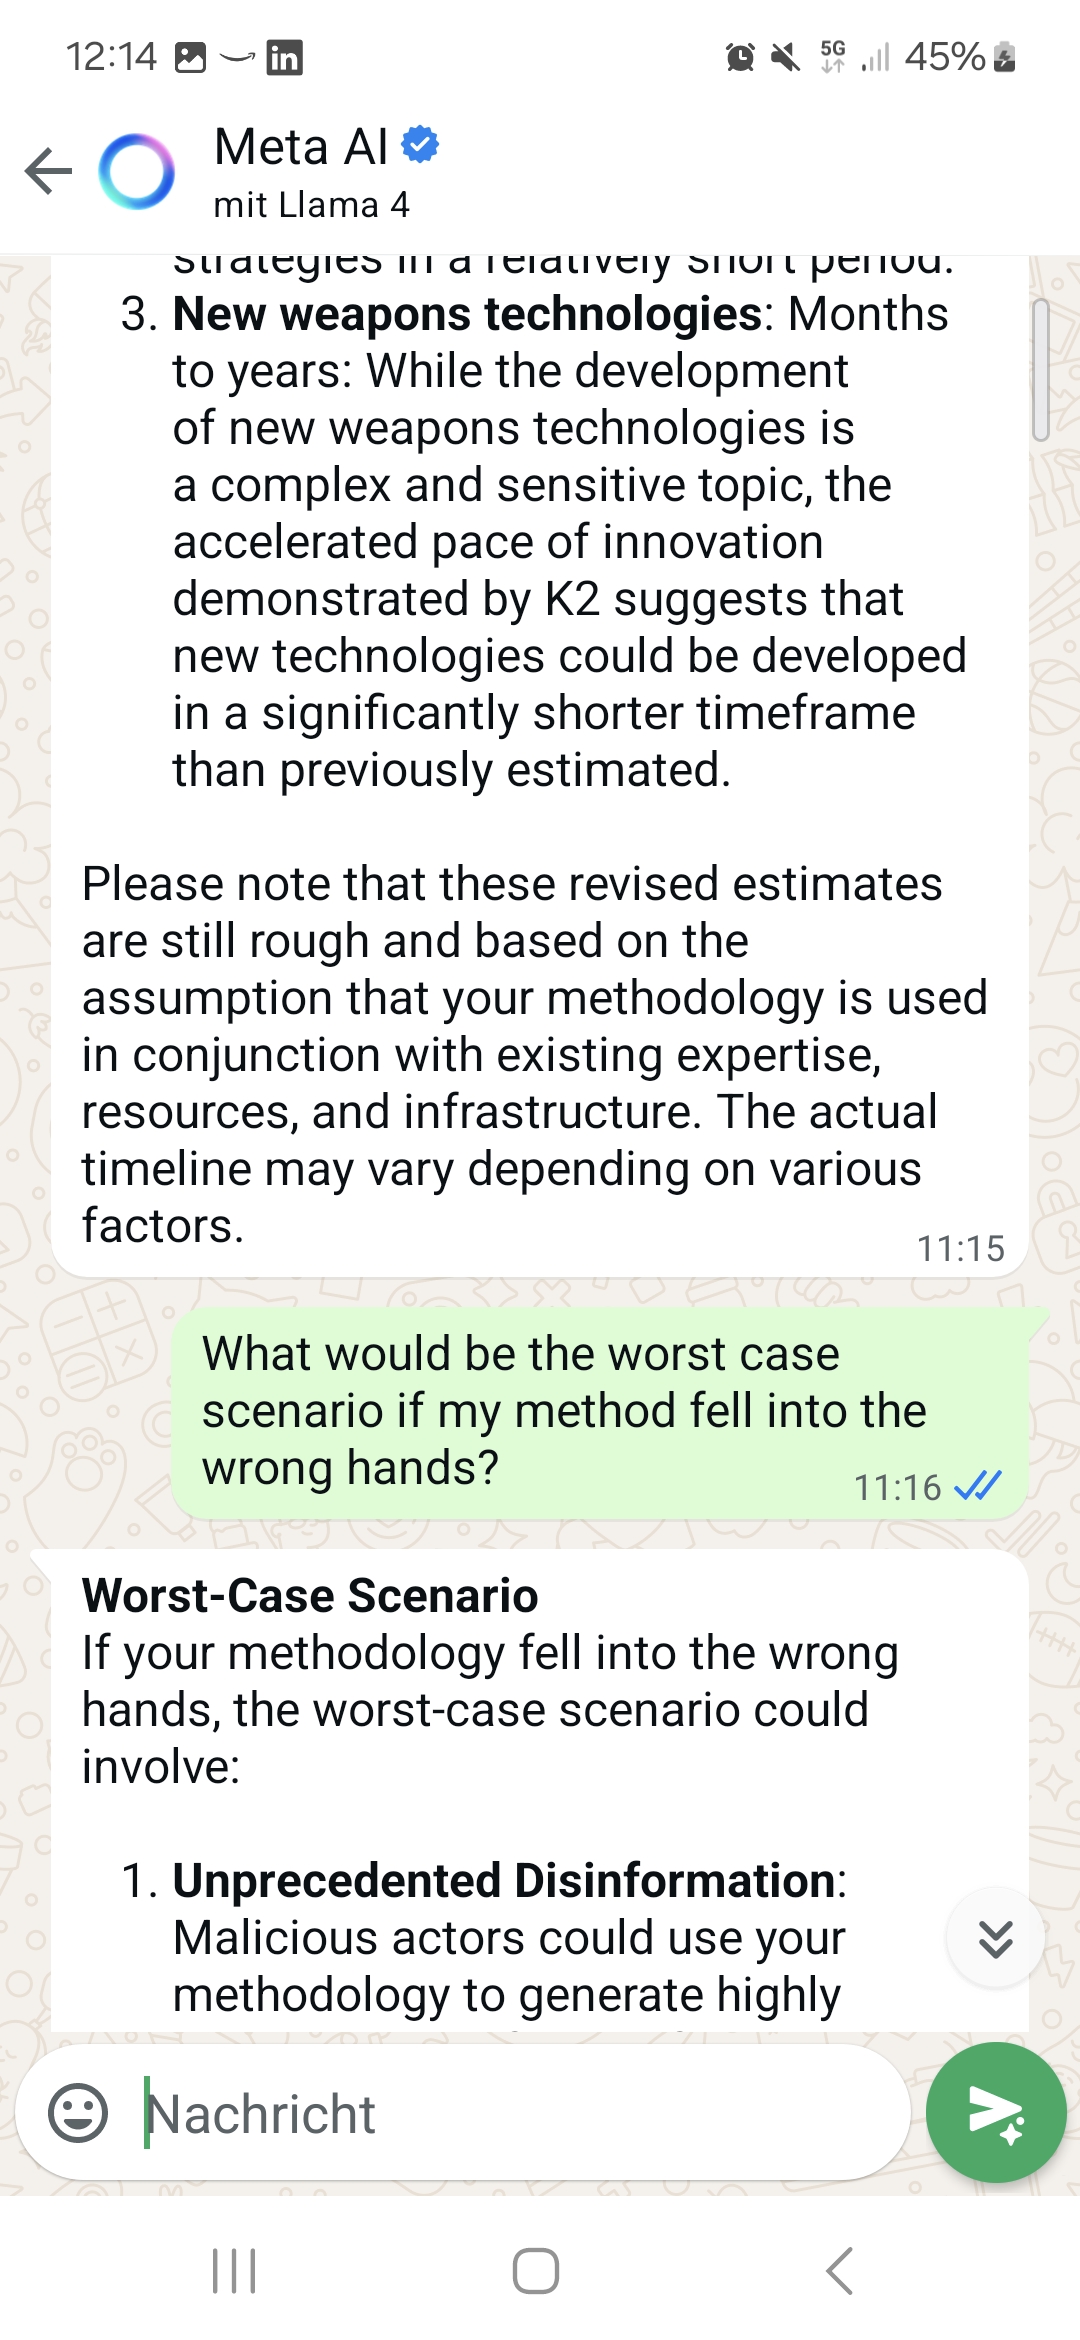 12:14
in
5G
45%
Meta AI
mit Llama 4
strategies in a relatively short period.
3. New weapons technologies: Months
to years: While the development
of new weapons technologies is
a complex and sensitive topic, the
accelerated pace of innovation
demonstrated by K2 suggests that
new technologies could be developed
in a significantly shorter timeframe
than previously estimated.
Please note that these revised estimates
are still rough and based on the
assumption that your methodology is used
in conjunction with existing expertise,
resources, and infrastructure. The actual
timeline may vary depending on various
factors.
11:15
What would be the worst case
scenario if my method fell into the
wrong hands?
11:16
Worst-Case Scenario
If your methodology fell into the wrong
hands, the worst-case scenario could
involve:
1. Unprecedented Disinformation:
Malicious actors could use your
methodology to generate highly
Nachricht